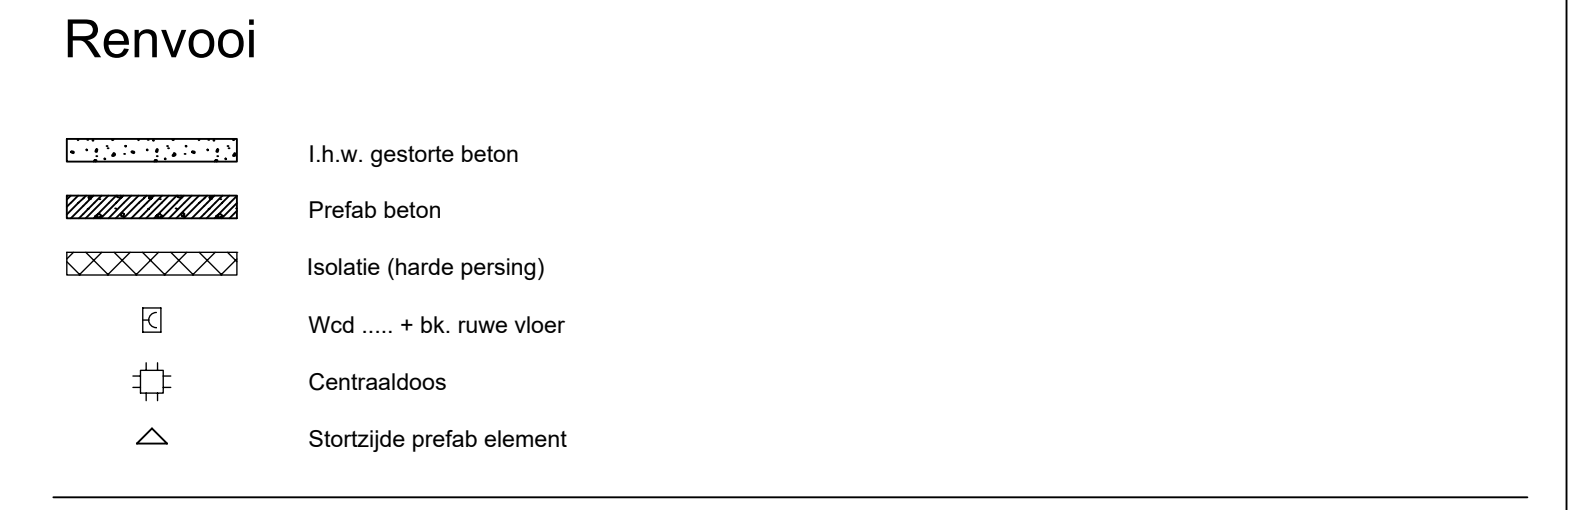 Renvooi
I.h.w. gestorte beton
Prefab beton
Isolatie (harde persing)
Wcd ..... + bk. ruwe vloer
Centraaldoos
Stortzijde prefab element